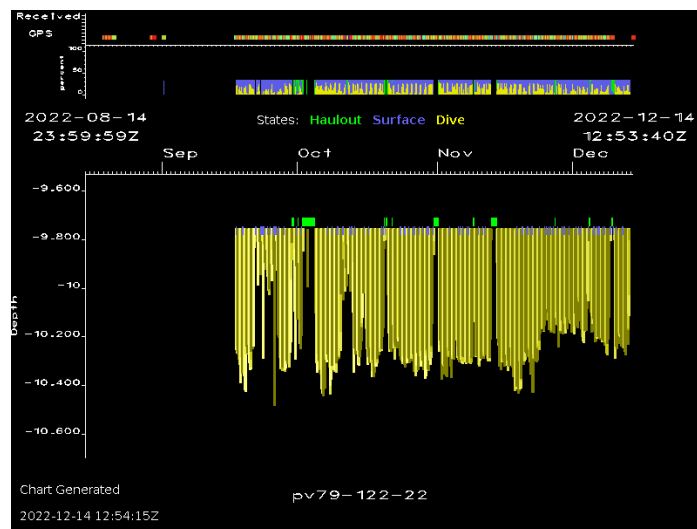 Received
GPS
100
50
0
percent
2022-08-14
23:59:59Z
States: Haulout Surface Dive
2022-12-14
12:53:40Z
Sep Oct Nov Dec
-9.600
-9.800
-10
-10.200
-10.400
-10.600
Depth
Chart Generated
pv79-122-22
2022-12-14 12:54:15Z